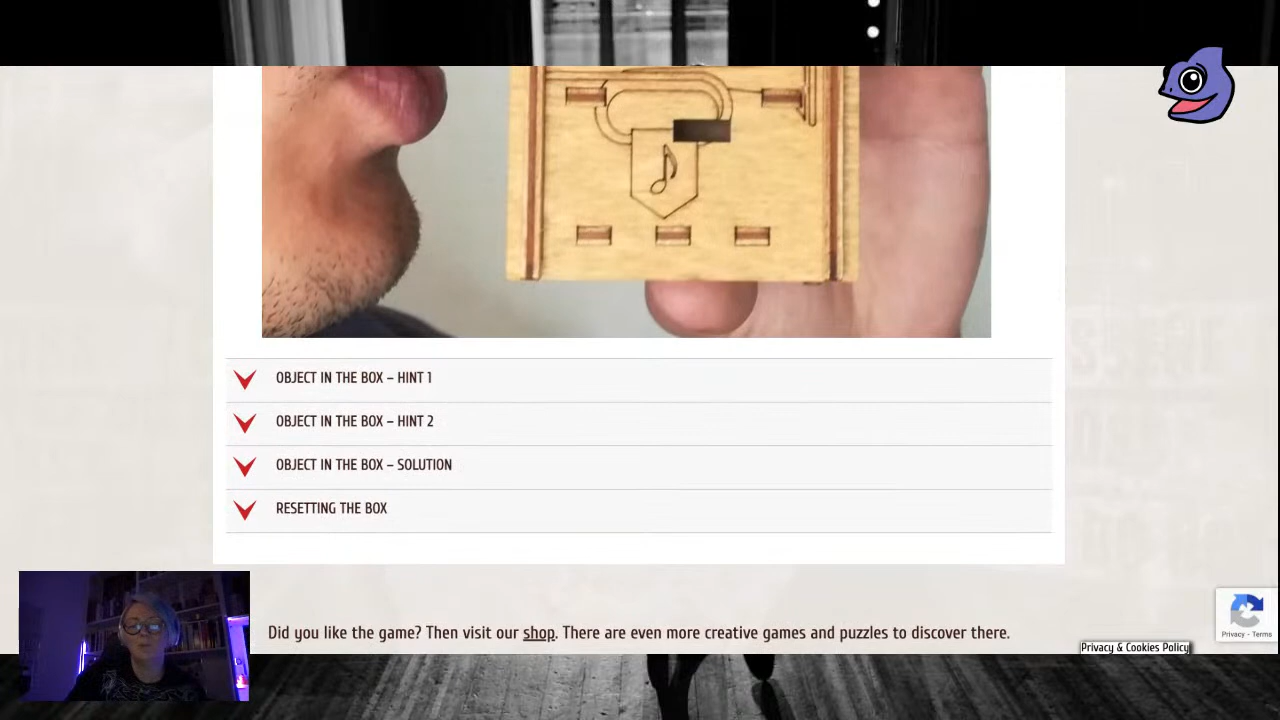 OBJECT IN THE BOX – HINT 1
OBJECT IN THE BOX – HINT 2
OBJECT IN THE BOX – SOLUTION
RESETTING THE BOX
Did you like the game? Then visit our shop. There are even more creative games and puzzles to discover there.
Privacy - Terms
Privacy & Cookies Policy